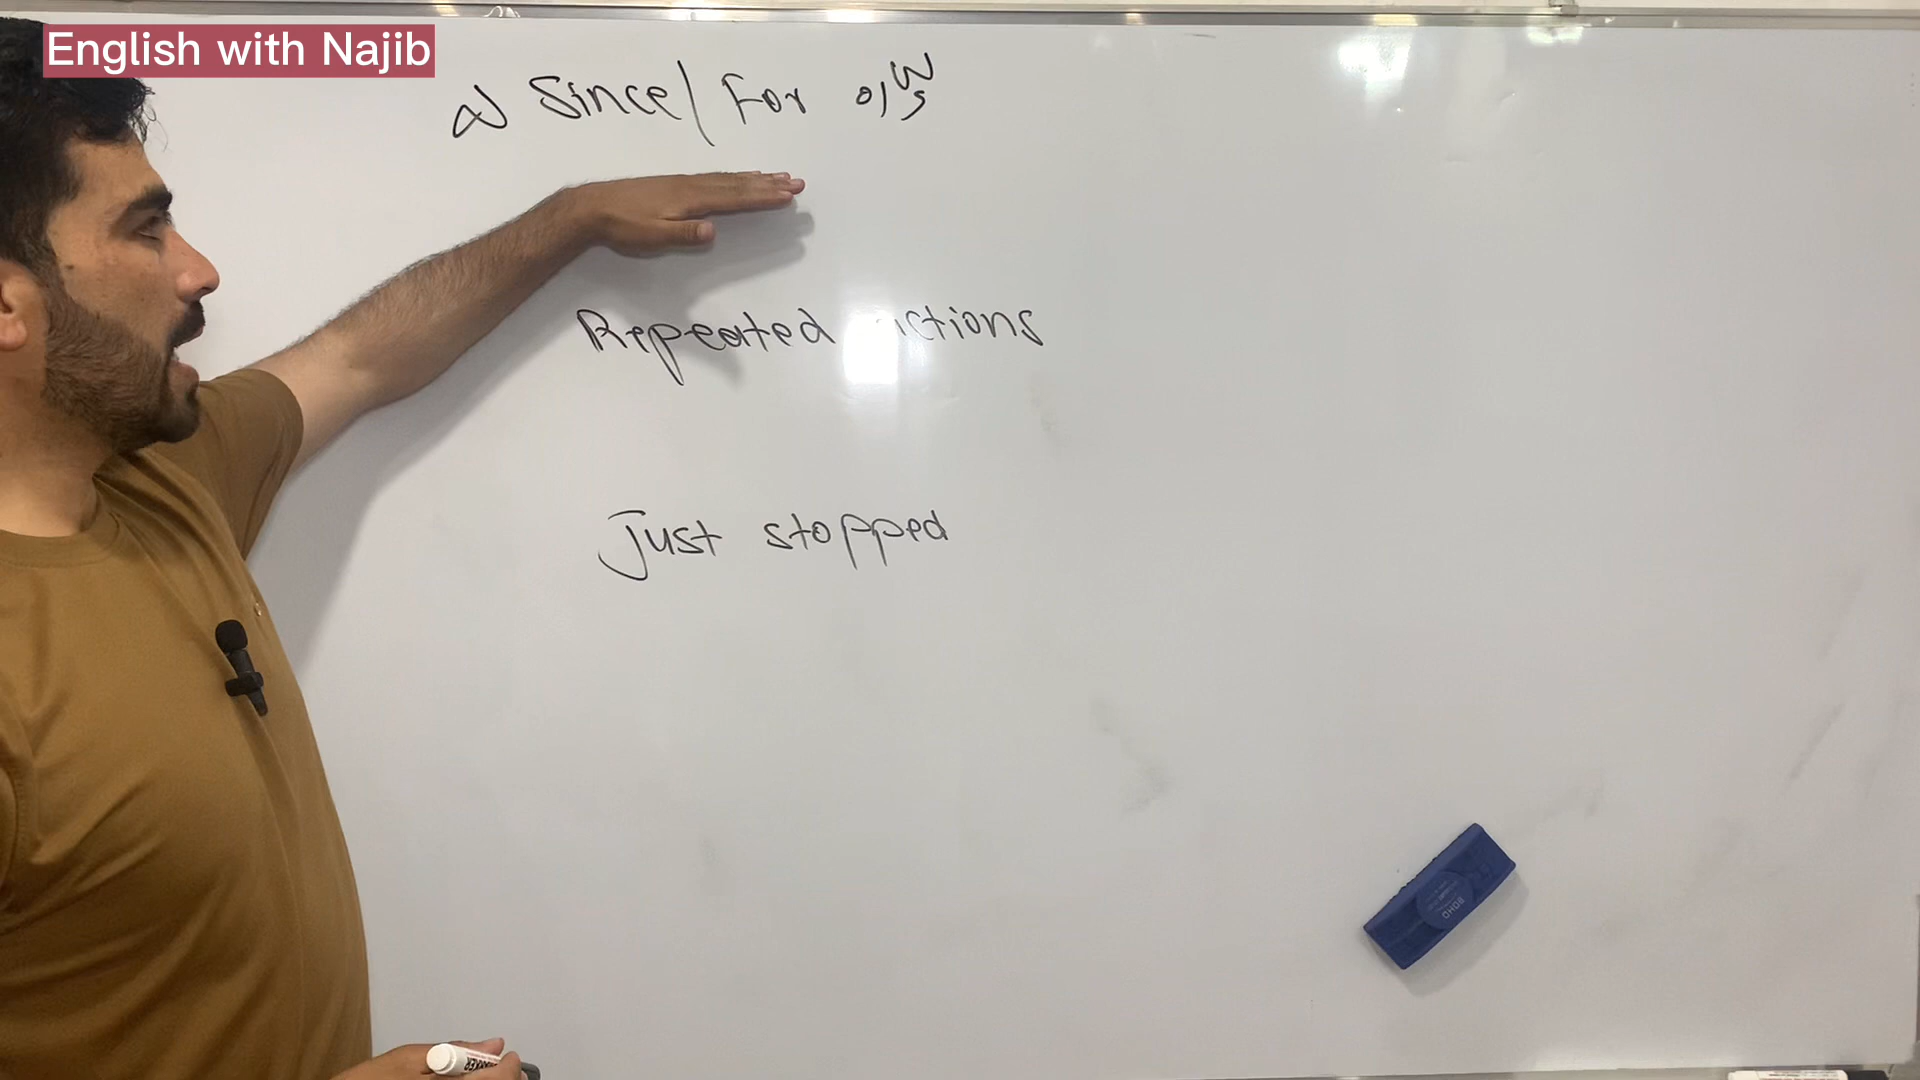 English with Najib
a) Since / For
Repeated actions
Just stopped